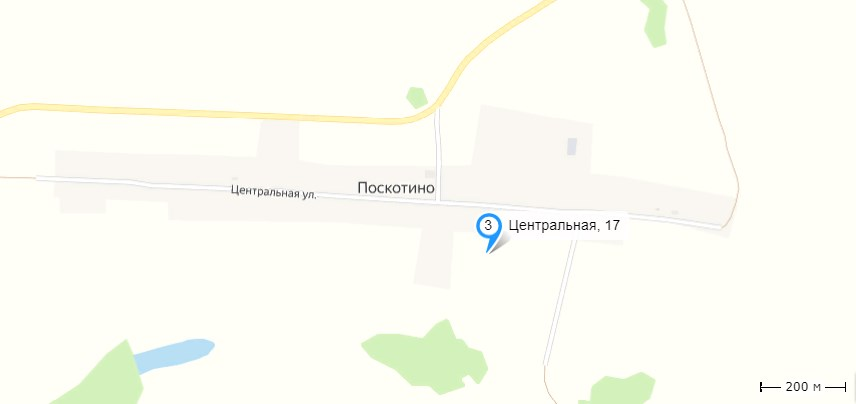 Центральная ул.
Поскотино
3
Центральная, 17
200 м